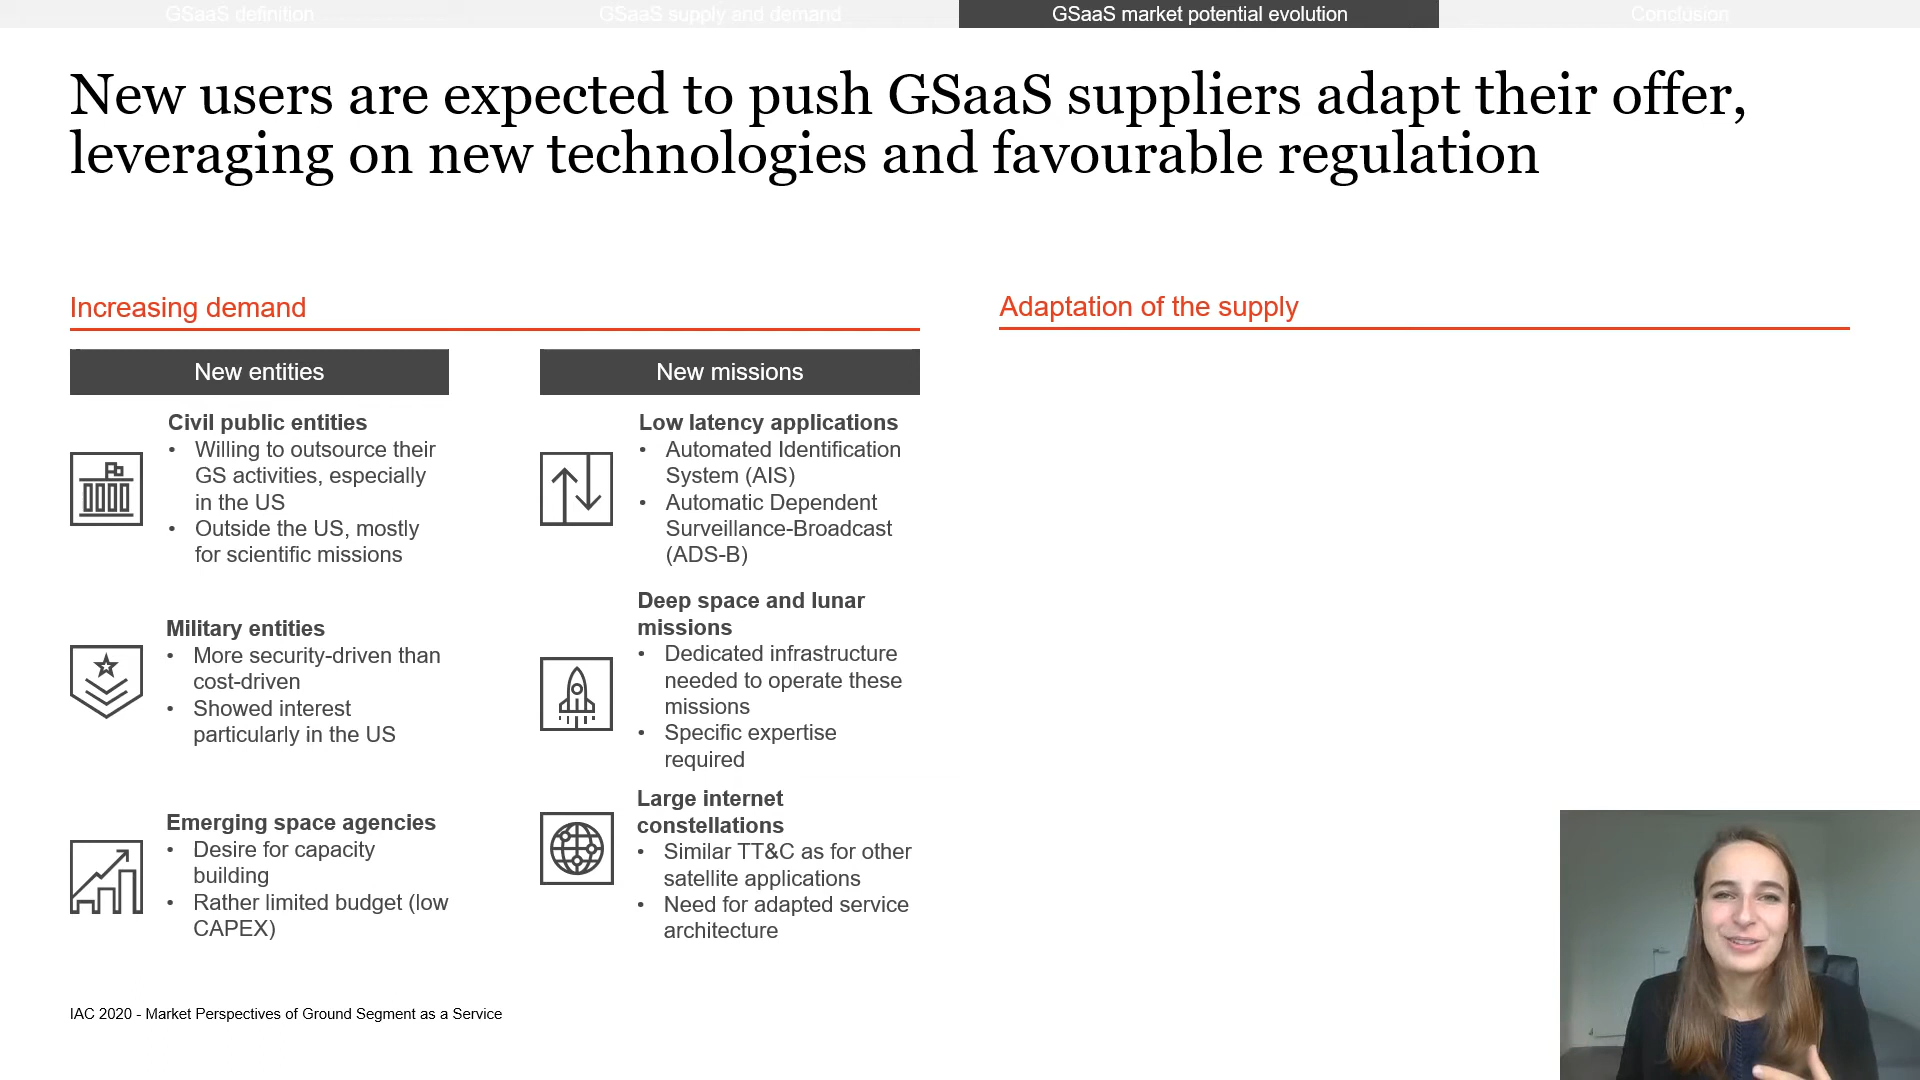 GSaaS definition
GSaaS supply and demand
GSaaS market potential evolution
Conclusion
New users are expected to push GSaaS suppliers adapt their offer,
leveraging on new technologies and favourable regulation
Increasing demand
New entities
Civil public entities
• Willing to outsource their
GS activities, especially
in the US
• Outside the US, mostly
for scientific missions
Military entities
• More security-driven than
cost-driven
• Showed interest
particularly in the US
Emerging space agencies
• Desire for capacity
building
• Rather limited budget (low
CAPEX)
New missions
Low latency applications
• Automated Identification
System (AIS)
• Automatic Dependent
Surveillance-Broadcast
(ADS-B)
Deep space and lunar
missions
• Dedicated infrastructure
needed to operate these
missions
• Specific expertise
required
Large internet
constellations
• Similar TT&C as for other
satellite applications
• Need for adapted service
architecture
Adaptation of the supply
IAC 2020 - Market Perspectives of Ground Segment as a Service